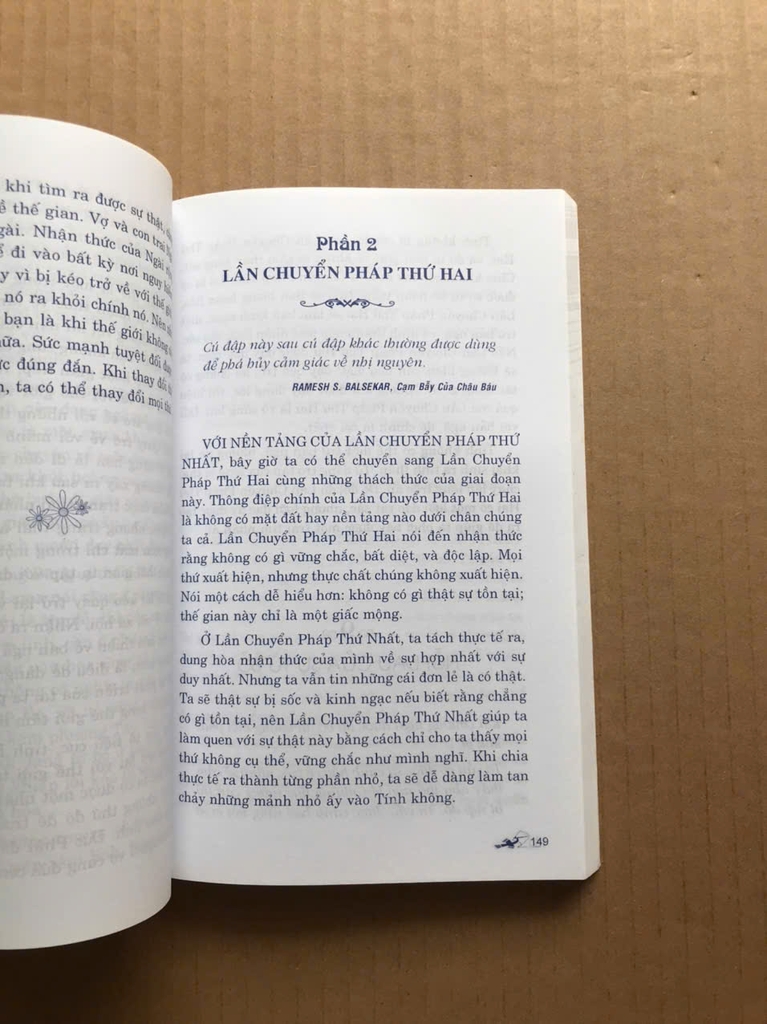 khi tìm ra được sự thật,
thế gian. Vợ và con trai
gài. Nhận thức của Ngài
đi vào bất kỳ nơi nguy
vì bị kéo trở về với thế
nó ra khỏi chính nó. Nên
bạn là khi thế giới không
Sức mạnh tuyệt đối
đúng đắn. Khi thay đổi
ta có thể thay đổi mọi
Phần 2
LẦN CHUYỂN PHÁP THỨ HAI
Cú đập này sau cú đập khác thường được dùng
để phá hủy cảm giác về nhị nguyên.
RAMESH S. BALSEKAR, Cạm Bẫy Của Châu Báu
VỚI NỀN TẢNG CỦA LẦN CHUYỂN PHÁP THỨ
NHẤT, bây giờ ta có thể chuyển sang Lần Chuyển
Pháp Thứ Hai cùng những thách thức của giai đoạn
này. Thông điệp chính của Lần Chuyển Pháp Thứ Hai
là không có mặt đất hay nền tảng nào dưới chân chúng
ta cả. Lần Chuyển Pháp Thứ Hai nói đến nhận thức
rằng không có gì vững chắc, bất diệt, và độc lập. Mọi
thứ xuất hiện, nhưng thực chất chúng không xuất hiện.
Nói một cách dễ hiểu hơn: không có gì thật sự tồn tại;
thế gian này chỉ là một giấc mộng.
Ở Lần Chuyển Pháp Thứ Nhất, ta tách thực tế ra,
dung hòa nhận thức của mình về sự hợp nhất với sự
duy nhất. Nhưng ta vẫn tin những cái đơn lẻ là có thật.
Ta sẽ thật sự bị sốc và kinh ngạc nếu biết rằng chẳng
có gì tồn tại, nên Lần Chuyển Pháp Thứ Nhất giúp ta
làm quen với sự thật này bằng cách chỉ cho ta thấy mọi
thứ không cụ thể, vững chắc như mình nghĩ. Khi chia
thực tế ra thành từng phần nhỏ, ta sẽ dễ dàng làm tan
chảy những mảnh nhỏ ấy vào Tính không.
149